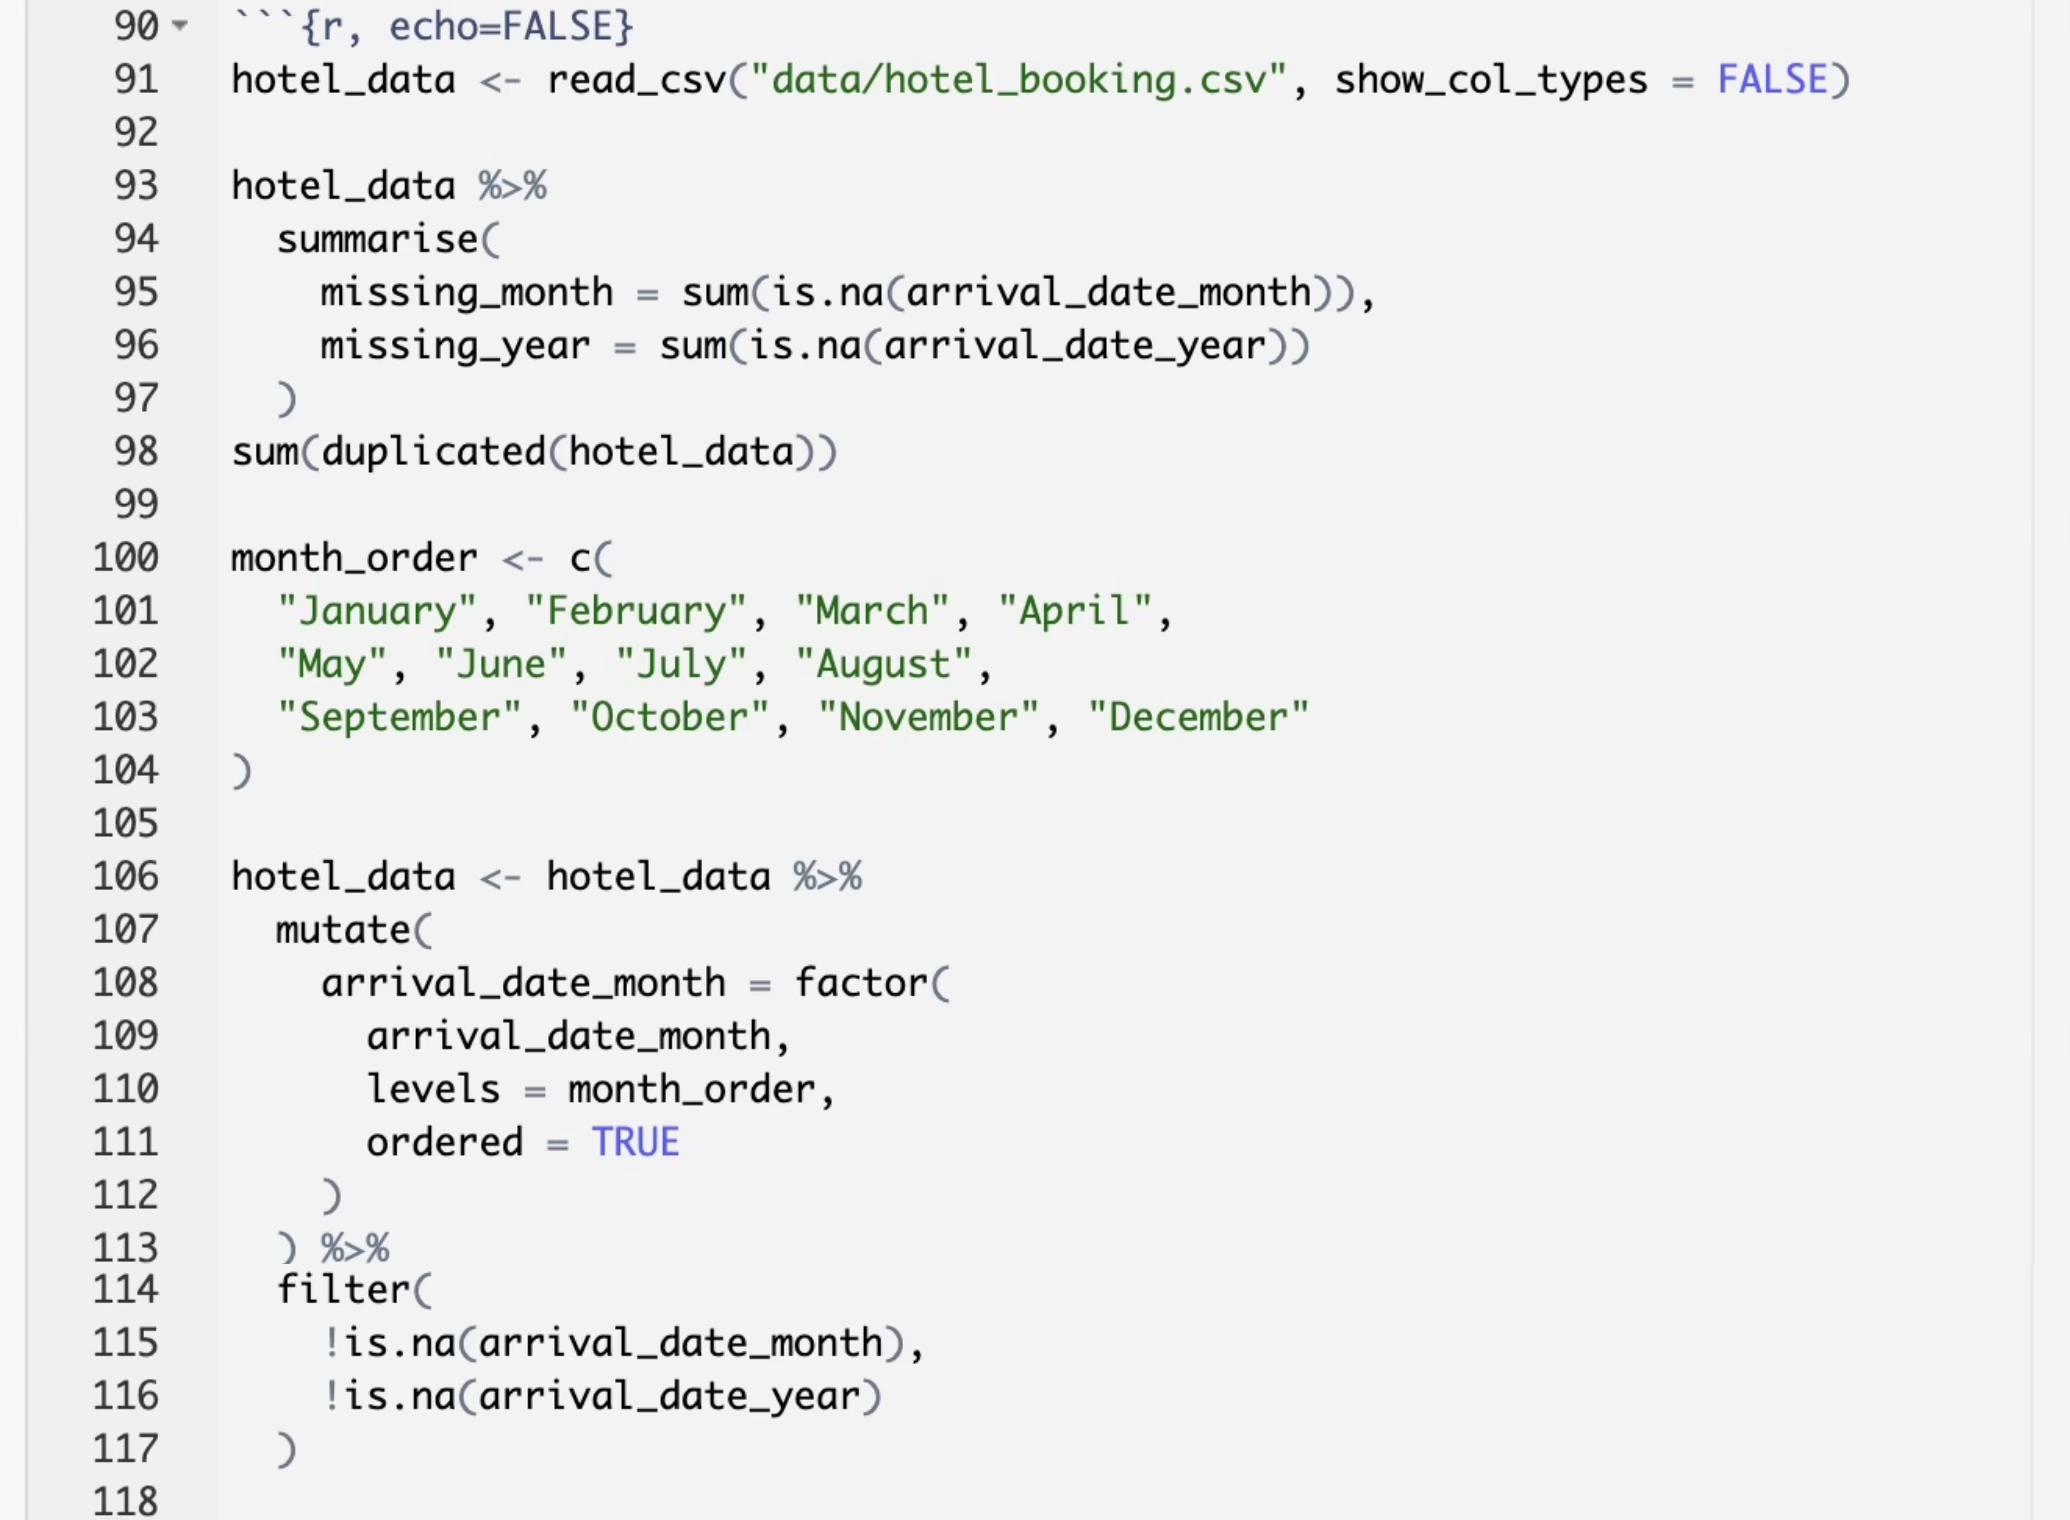 90 ```{r, echo=FALSE}
91 hotel_data <- read_csv("data/hotel_booking.csv", show_col_types = FALSE)
92
93 hotel_data %>%
94   summarise(
95     missing_month = sum(is.na(arrival_date_month)),
96     missing_year = sum(is.na(arrival_date_year))
97   )
98 sum(duplicated(hotel_data))
99
100 month_order <- c(
101   "January", "February", "March", "April",
102   "May", "June", "July", "August",
103   "September", "October", "November", "December"
104 )
105
106 hotel_data <- hotel_data %>%
107   mutate(
108     arrival_date_month = factor(
109       arrival_date_month,
110       levels = month_order,
111       ordered = TRUE
112     )
113   ) %>%
114   filter(
115     !is.na(arrival_date_month),
116     !is.na(arrival_date_year)
117   )
118